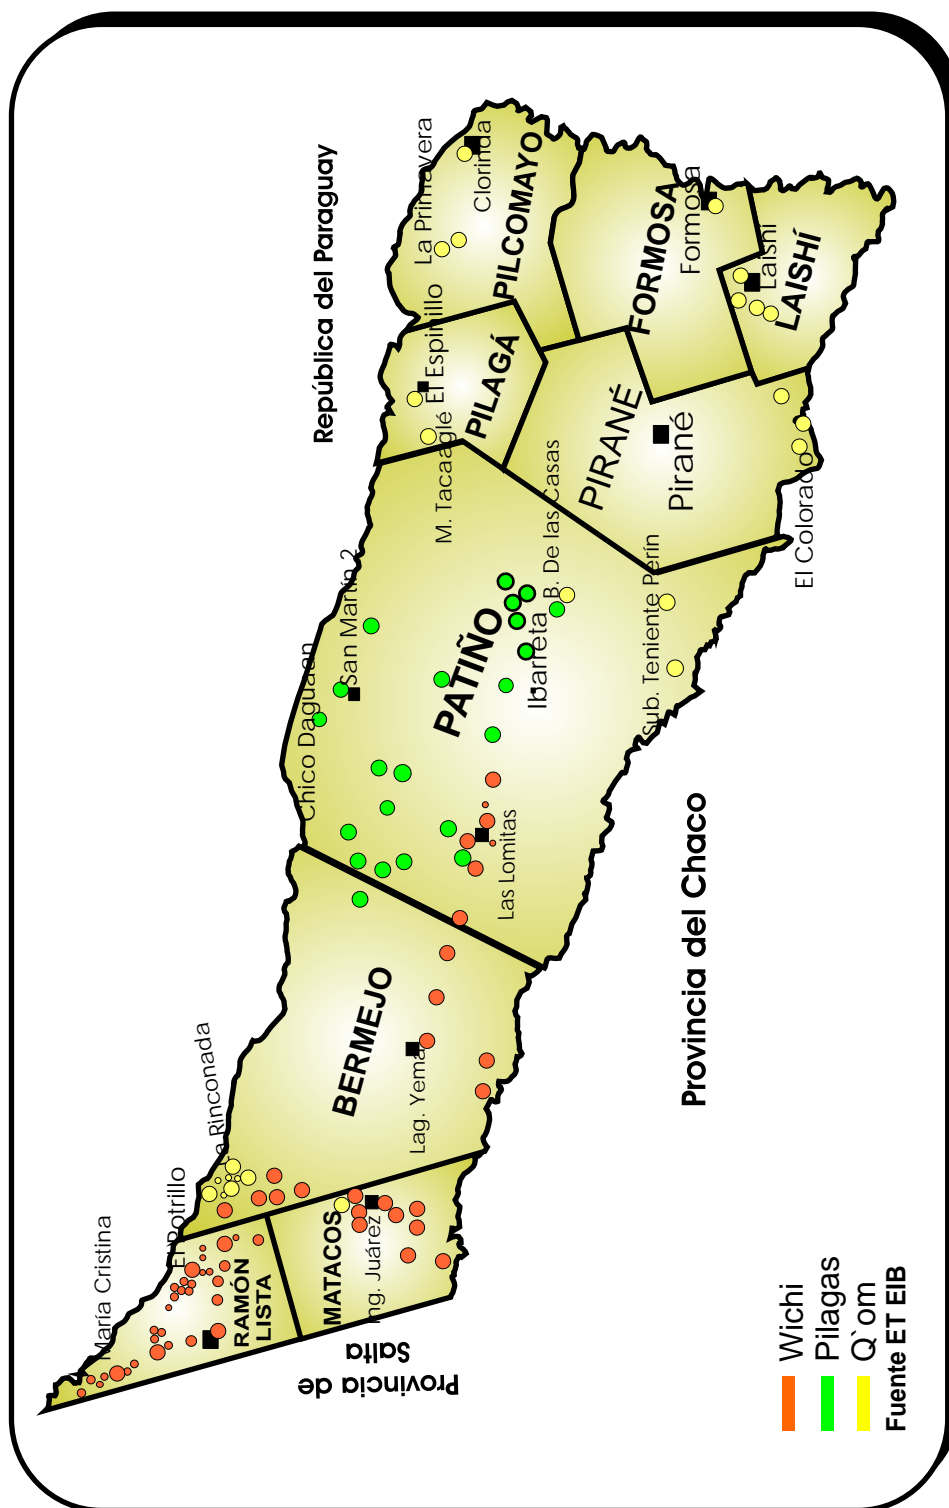 República del Paraguay
La Primavera
Clorinda
PILCOMAYO
El Espinillo
M. Tacaaglé
PILAGÁ
FORMOSA
Formosa
Laishí
LAISHÍ
PIRANÉ
Pirané
El Colorado
San Martín 2
Chico Daguaen
PATIÑO
B. De las Casas
Ibarreta
Sub. Teniente Perín
Las Lomitas
Provincia del Chaco
BERMEJO
Lag. Yema
La Rinconada
El Potrillo
María Cristina
RAMÓN
LISTA
MATACOS
Ing. Juárez
Provincia de
Salta
Wichi
Pilagas
Q`om
Fuente ET EIB